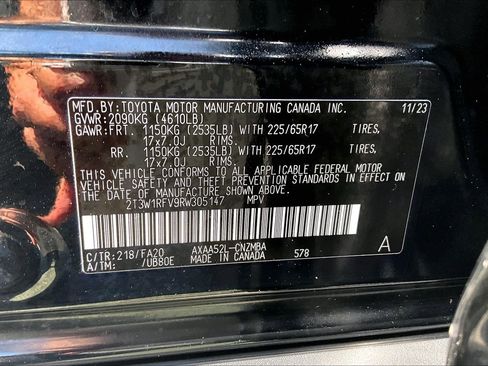 MFD.BY:TOYOTA MOTOR MANUFACTURING CANADA INC. 11/23
GVWR:2090KG (4610LB)
GAWR:FRT. 1150KG (2535LB) WITH 225/65R17 TIRES,
17x7.0J RIMS.
RR. 1150KG (2535LB) WITH 225/65R17 TIRES,
17x7.0J RIMS.
THIS VEHICLE CONFORMS TO ALL APPLICABLE FEDERAL MOTOR
VEHICLE SAFETY AND THEFT PREVENTION STANDARDS IN EFFECT ON
THE DATE OF MANUFACTURE SHOWN ABOVE.
2T3W1RFV9RW305147 MPV
C/TR:218/FA20 AXAA52L-CNZMBA A
A/TM: /UB80E MADE IN CANADA 578